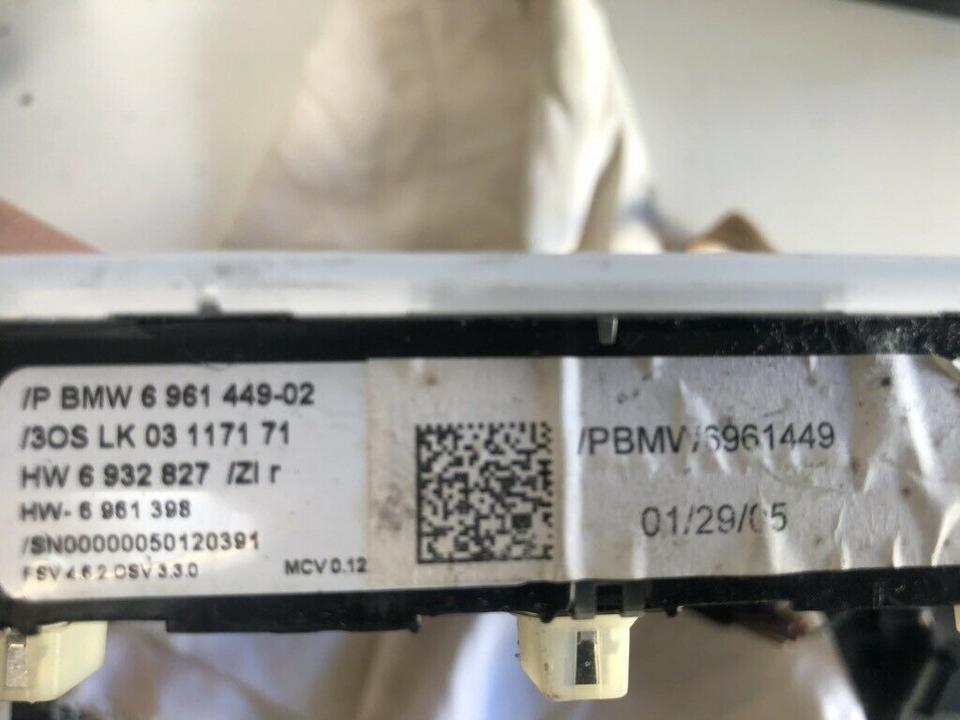 /P BMW 6 961 449-02
/3OS LK 03 1171 71
HW 6 932 827 /ZI r
HW- 6 961 398
/SN00000050120391
FSV 4.6.2 OSV 3.3.0
MCV 0.12
/PBMW/6961449
01/29/05